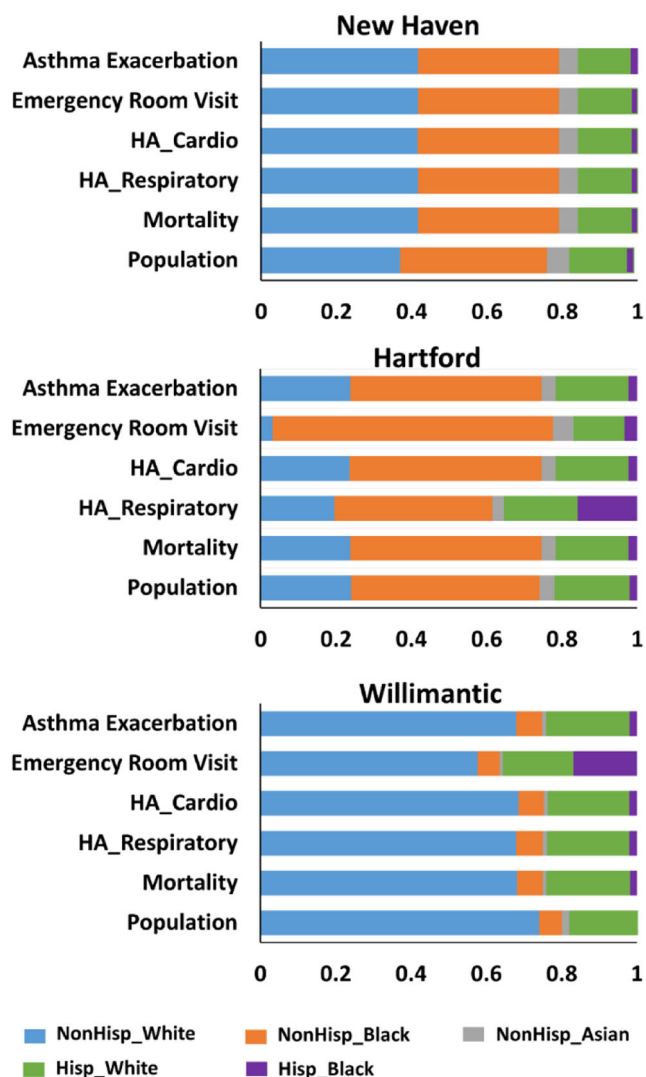 New Haven
Asthma Exacerbation
Emergency Room Visit
HA_Cardio
HA_Respiratory
Mortality
Population
0 0.2 0.4 0.6 0.8 1
Hartford
Asthma Exacerbation
Emergency Room Visit
HA_Cardio
HA_Respiratory
Mortality
Population
0 0.2 0.4 0.6 0.8 1
Willimantic
Asthma Exacerbation
Emergency Room Visit
HA_Cardio
HA_Respiratory
Mortality
Population
0 0.2 0.4 0.6 0.8 1
NonHisp_White NonHisp_Black NonHisp_Asian
Hisp_White Hisp_Black